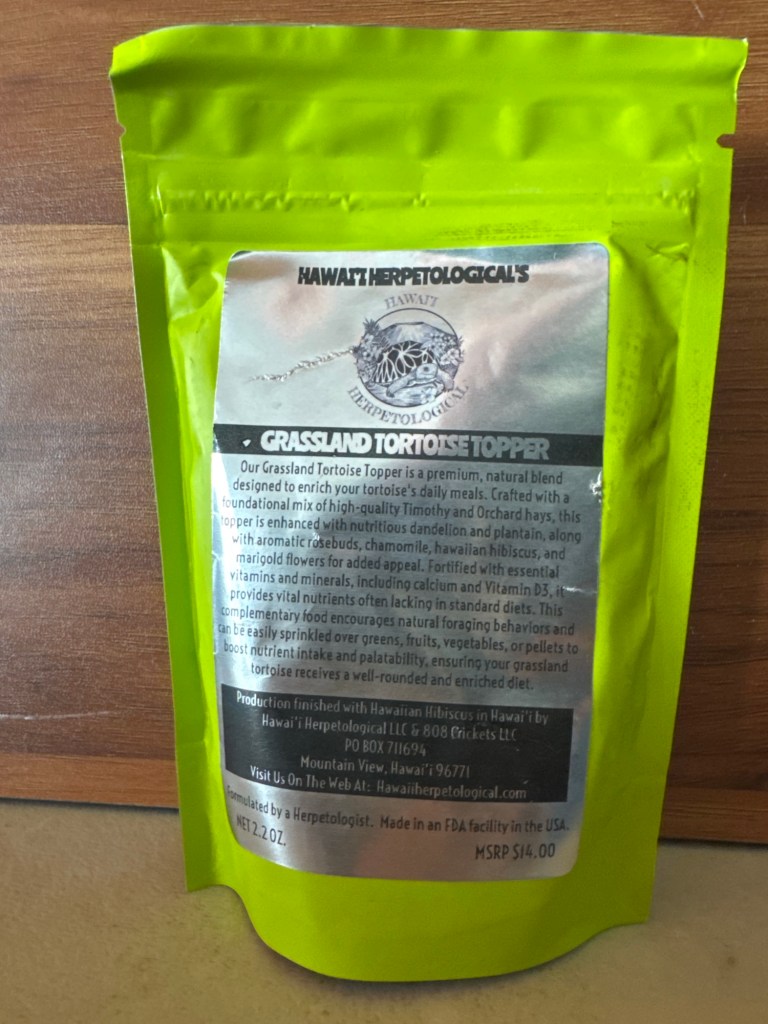 HAWAI'I HERPETOLOGICAL'S
HAWAI'I
HERPETOLOGICAL
GRASSLAND TORTOISE TOPPER
Our Grassland Tortoise Topper is a premium, natural blend
designed to enrich your tortoise's daily meals. Crafted with a
foundational mix of high-quality Timothy and Orchard hays, this
topper is enhanced with nutritious dandelion and plantain, along
with aromatic rosebuds, chamomile, hawaiian hibiscus, and
marigold flowers for added appeal. Fortified with essential
vitamins and minerals, including calcium and Vitamin D3, it
provides vital nutrients often lacking in standard diets. This
complementary food encourages natural foraging behaviors and
can be easily sprinkled over greens, fruits, vegetables, or pellets to
boost nutrient intake and palatability, ensuring your grassland
tortoise receives a well-rounded and enriched diet.
Production finished with Hawaiian Hibiscus in Hawai'i by
Hawai'i Herpetological LLC & 808 Crickets LLC
PO BOX 711694
Mountain View, Hawai'i 96771
Visit Us On The Web At: Hawaiiherpetological.com
Formulated by a Herpetologist. Made in an FDA facility in the USA.
NET 2.2 OZ.
MSRP $14.00